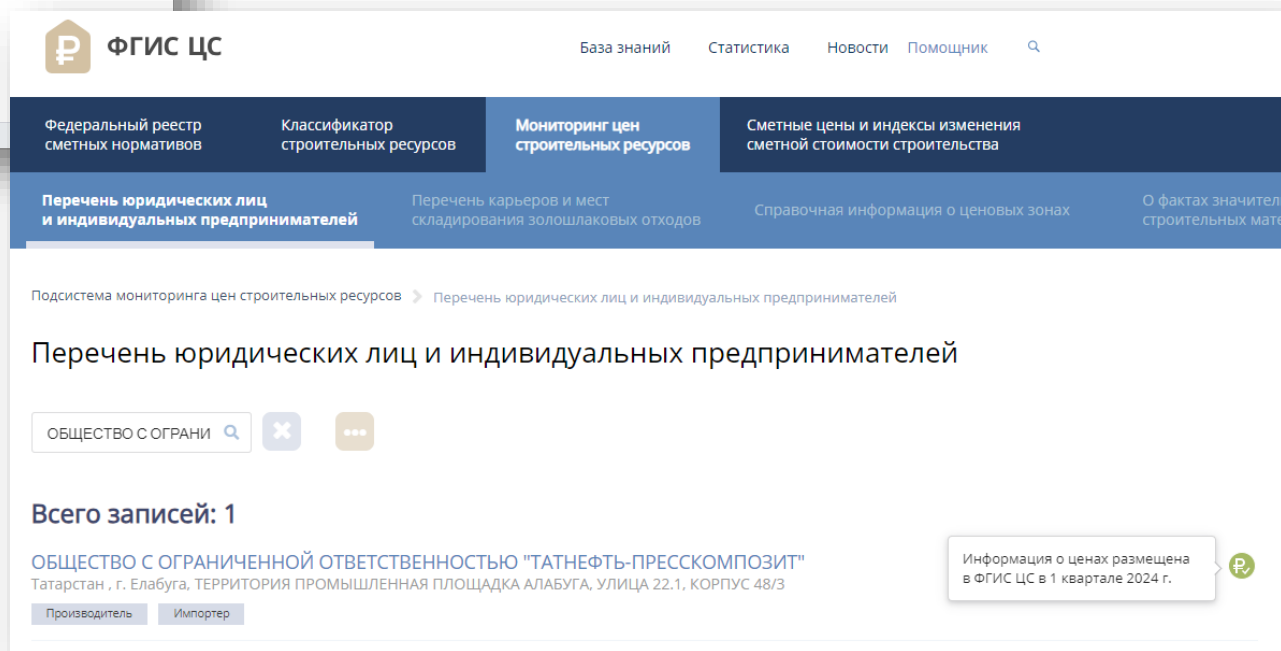 ФГИС ЦС
База знаний Статистика Новости Помощник
Федеральный реестр
сметных нормативов
Классификатор
строительных ресурсов
Мониторинг цен
строительных ресурсов
Сметные цены и индексы изменения
сметной стоимости строительства
Перечень юридических лиц
и индивидуальных предпринимателей
Перечень карьеров и мест
складирования золошлаковых отходов
Справочная информация о ценовых зонах
О фактах значител
строительных мате
Подсистема мониторинга цен строительных ресурсов Перечень юридических лиц и индивидуальных предпринимателей
Перечень юридических лиц и индивидуальных предпринимателей
ОБЩЕСТВО С ОГРАНИ
Всего записей: 1
ОБЩЕСТВО С ОГРАНИЧЕННОЙ ОТВЕТСТВЕННОСТЬЮ "ТАТНЕФТЬ-ПРЕССКОМПОЗИТ"
Татарстан , г. Елабуга, ТЕРРИТОРИЯ ПРОМЫШЛЕННАЯ ПЛОЩАДКА АЛАБУГА, УЛИЦА 22.1, КОРПУС 48/3
Производитель Импортер
Информация о ценах размещена
в ФГИС ЦС в 1 квартале 2024 г.